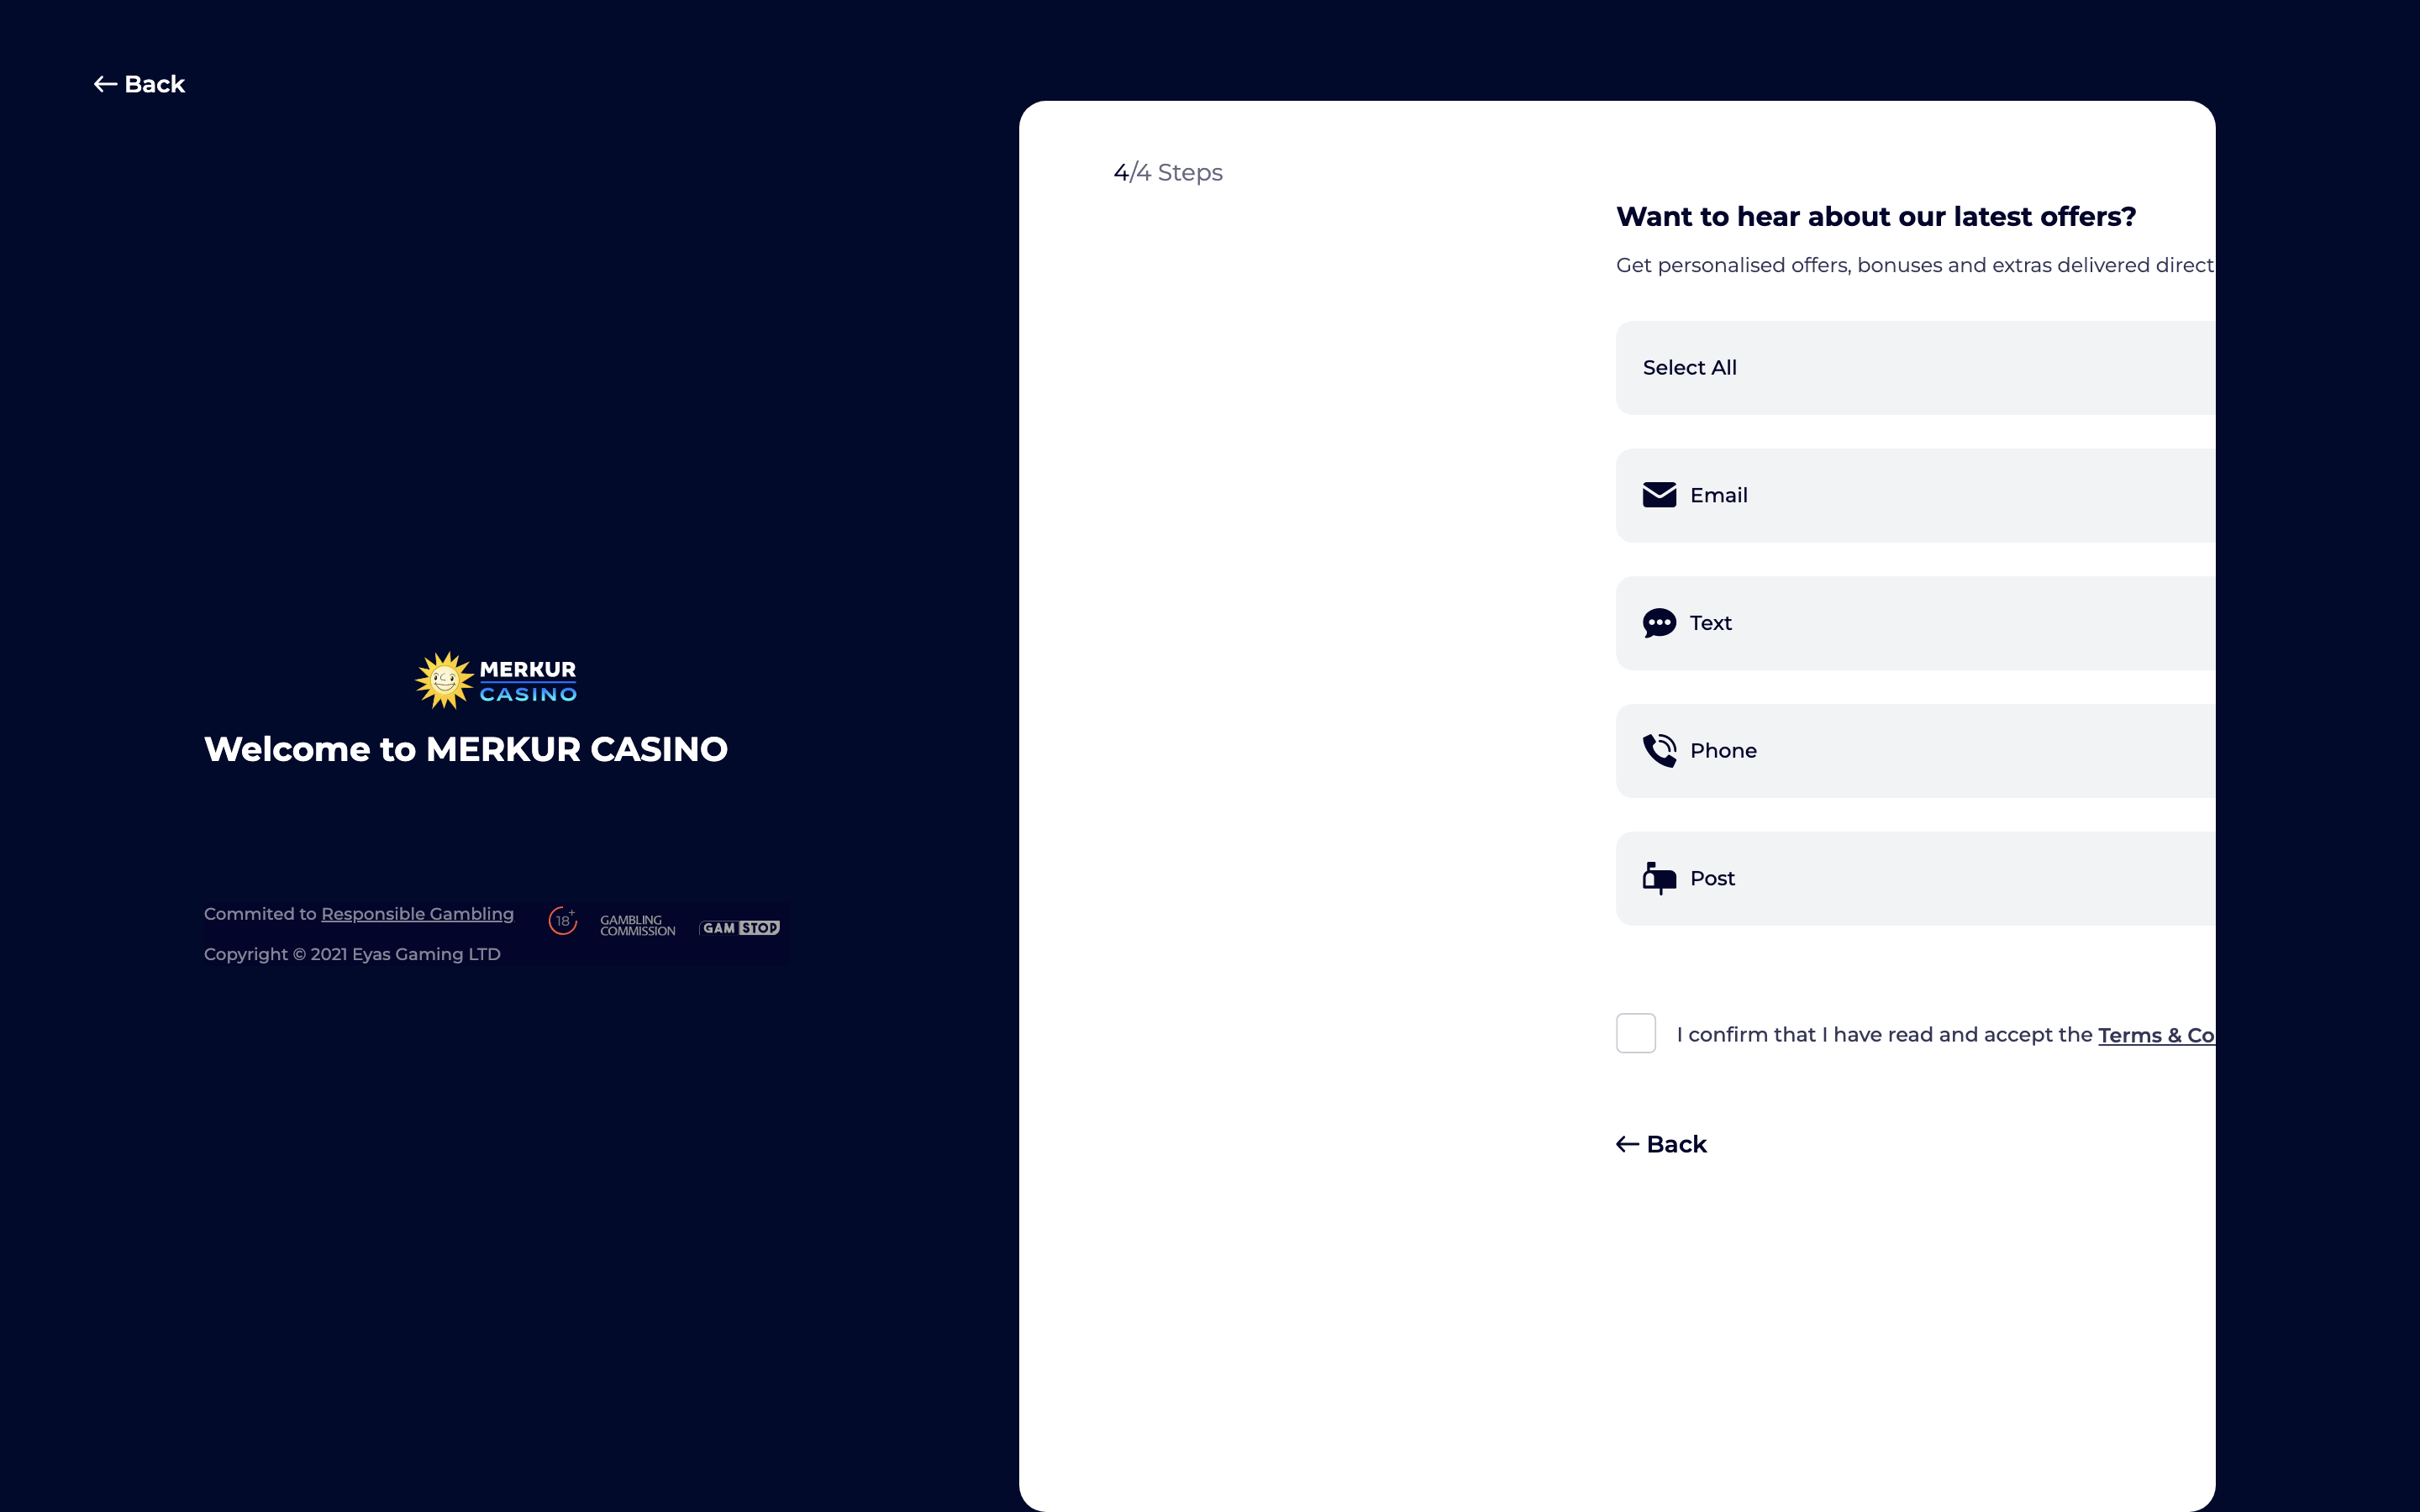 Back
4/4 Steps
Want to hear about our latest offers?
Get personalised offers, bonuses and extras delivered direct
Select All
Email
Text
Phone
Post
I confirm that I have read and accept the Terms & Co
Back
MERKUR
CASINO
Welcome to MERKUR CASINO
Commited to Responsible Gambling
18+
GAMBLING
COMMISSION
GAMSTOP
Copyright © 2021 Eyas Gaming LTD